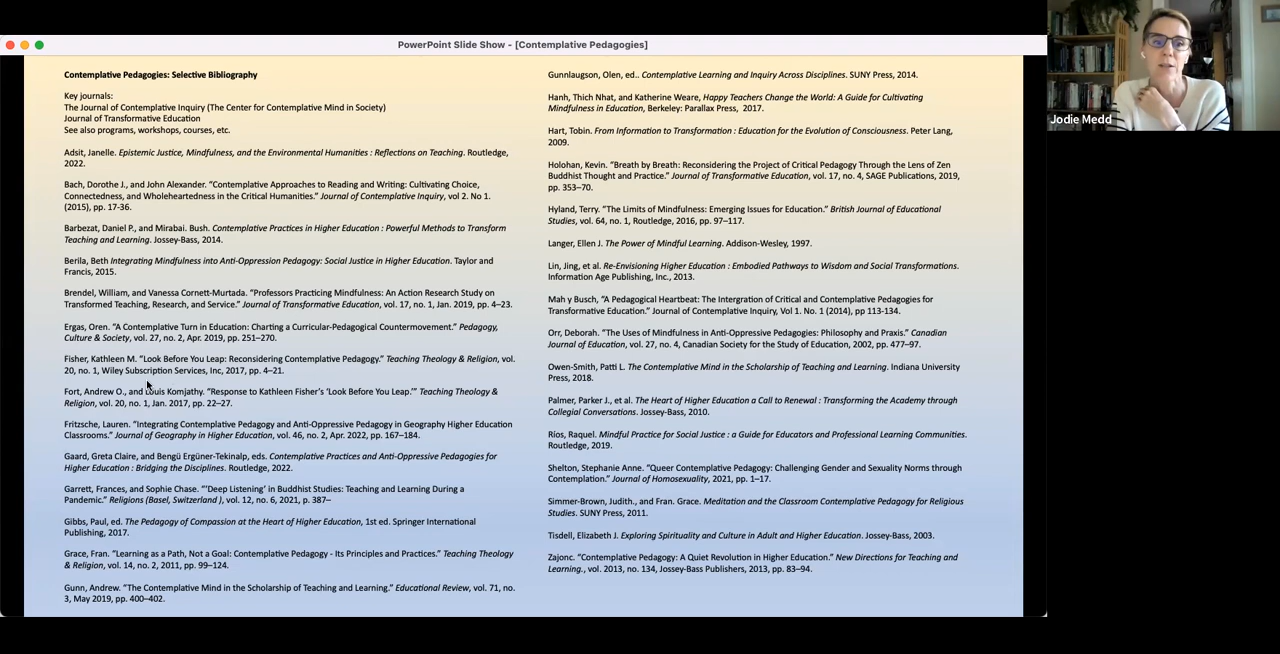 PowerPoint Slide Show - [Contemplative Pedagogies]
Jodie Medd
Contemplative Pedagogies: Selective Bibliography
Key journals:
The Journal of Contemplative Inquiry (The Center for Contemplative Mind in Society)
Journal of Transformative Education
See also programs, workshops, courses, etc.
Adsit, Janelle. Epistemic Justice, Mindfulness, and the Environmental Humanities : Reflections on Teaching. Routledge,
2022.
Bach, Dorothe J., and John Alexander. “Contemplative Approaches to Reading and Writing: Cultivating Choice,
Connectedness, and Wholeheartedness in the Critical Humanities.” Journal of Contemplative Inquiry, vol 2. No 1.
(2015), pp. 17-36.
Barbezat, Daniel P., and Mirabai. Bush. Contemplative Practices in Higher Education : Powerful Methods to Transform
Teaching and Learning. Jossey-Bass, 2014.
Berila, Beth Integrating Mindfulness into Anti-Oppression Pedagogy: Social Justice in Higher Education. Taylor and
Francis, 2015.
Brendel, William, and Vanessa Cornett-Murtada. “Professors Practicing Mindfulness: An Action Research Study on
Transformed Teaching, Research, and Service.” Journal of Transformative Education, vol. 17, no. 1, Jan. 2019, pp. 4–23.
Ergas, Oren. “A Contemplative Turn in Education: Charting a Curricular-Pedagogical Countermovement.” Pedagogy,
Culture & Society, vol. 27, no. 2, Apr. 2019, pp. 251–270.
Fisher, Kathleen M. “Look Before You Leap: Reconsidering Contemplative Pedagogy.” Teaching Theology & Religion, vol.
20, no. 1, Wiley Subscription Services, Inc, 2017, pp. 4–21.
Fort, Andrew O., and Louis Komjathy. “Response to Kathleen Fisher’s ‘Look Before You Leap.’” Teaching Theology &
Religion, vol. 20, no. 1, Jan. 2017, pp. 22–27.
Fritzsche, Lauren. “Integrating Contemplative Pedagogy and Anti-Oppressive Pedagogy in Geography Higher Education
Classrooms.” Journal of Geography in Higher Education, vol. 46, no. 2, Apr. 2022, pp. 167–184.
Gaard, Greta Claire, and Bengü Ergüner-Tekinalp, eds. Contemplative Practices and Anti-Oppressive Pedagogies for
Higher Education : Bridging the Disciplines. Routledge, 2022.
Garrett, Frances, and Sophie Chase. “‘Deep Listening’ in Buddhist Studies: Teaching and Learning During a
Pandemic.” Religions (Basel, Switzerland ), vol. 12, no. 6, 2021, p. 387–
Gibbs, Paul, ed. The Pedagogy of Compassion at the Heart of Higher Education, 1st ed. Springer International
Publishing, 2017.
Grace, Fran. “Learning as a Path, Not a Goal: Contemplative Pedagogy - Its Principles and Practices.” Teaching Theology
& Religion, vol. 14, no. 2, 2011, pp. 99–124.
Gunn, Andrew. “The Contemplative Mind in the Scholarship of Teaching and Learning.” Educational Review, vol. 71, no.
3, May 2019, pp. 400–402.
Gunnlaugson, Olen, ed.. Contemplative Learning and Inquiry Across Disciplines. SUNY Press, 2014.
Hanh, Thich Nhat, and Katherine Weare, Happy Teachers Change the World: A Guide for Cultivating
Mindfulness in Education, Berkeley: Parallax Press, 2017.
Hart, Tobin. From Information to Transformation : Education for the Evolution of Consciousness. Peter Lang,
2009.
Holohan, Kevin. “Breath by Breath: Reconsidering the Project of Critical Pedagogy Through the Lens of Zen
Buddhist Thought and Practice.” Journal of Transformative Education, vol. 17, no. 4, SAGE Publications, 2019,
pp. 353–70.
Hyland, Terry. “The Limits of Mindfulness: Emerging Issues for Education.” British Journal of Educational
Studies, vol. 64, no. 1, Routledge, 2016, pp. 97–117.
Langer, Ellen J. The Power of Mindful Learning. Addison-Wesley, 1997.
Lin, Jing, et al. Re-Envisioning Higher Education : Embodied Pathways to Wisdom and Social Transformations.
Information Age Publishing, Inc., 2013.
Mah y Busch, “A Pedagogical Heartbeat: The Intergration of Critical and Contemplative Pedagogies for
Transformative Education.” Journal of Contemplative Inquiry, Vol 1. No. 1 (2014), pp 113-134.
Orr, Deborah. “The Uses of Mindfulness in Anti-Oppressive Pedagogies: Philosophy and Praxis.” Canadian
Journal of Education, vol. 27, no. 4, Canadian Society for the Study of Education, 2002, pp. 477–97.
Owen-Smith, Patti L. The Contemplative Mind in the Scholarship of Teaching and Learning. Indiana University
Press, 2018.
Palmer, Parker J., et al. The Heart of Higher Education a Call to Renewal : Transforming the Academy through
Collegial Conversations. Jossey-Bass, 2010.
Ríos, Raquel. Mindful Practice for Social Justice : a Guide for Educators and Professional Learning Communities.
Routledge, 2019.
Shelton, Stephanie Anne. “Queer Contemplative Pedagogy: Challenging Gender and Sexuality Norms through
Contemplation.” Journal of Homosexuality, 2021, pp. 1–17.
Simmer-Brown, Judith., and Fran. Grace. Meditation and the Classroom Contemplative Pedagogy for Religious
Studies. SUNY Press, 2011.
Tisdell, Elizabeth J. Exploring Spirituality and Culture in Adult and Higher Education. Jossey-Bass, 2003.
Zajonc. “Contemplative Pedagogy: A Quiet Revolution in Higher Education.” New Directions for Teaching and
Learning., vol. 2013, no. 134, Jossey-Bass Publishers, 2013, pp. 83–94.